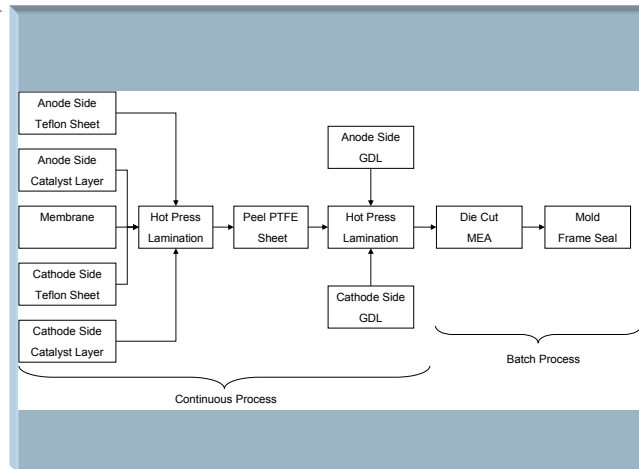 Anode Side
Teflon Sheet
Anode Side
Catalyst Layer
Membrane
Cathode Side
Teflon Sheet
Cathode Side
Catalyst Layer
Hot Press
Lamination
Peel PTFE
Sheet
Anode Side
GDL
Hot Press
Lamination
Cathode Side
GDL
Die Cut
MEA
Mold
Frame Seal
Continuous Process
Batch Process